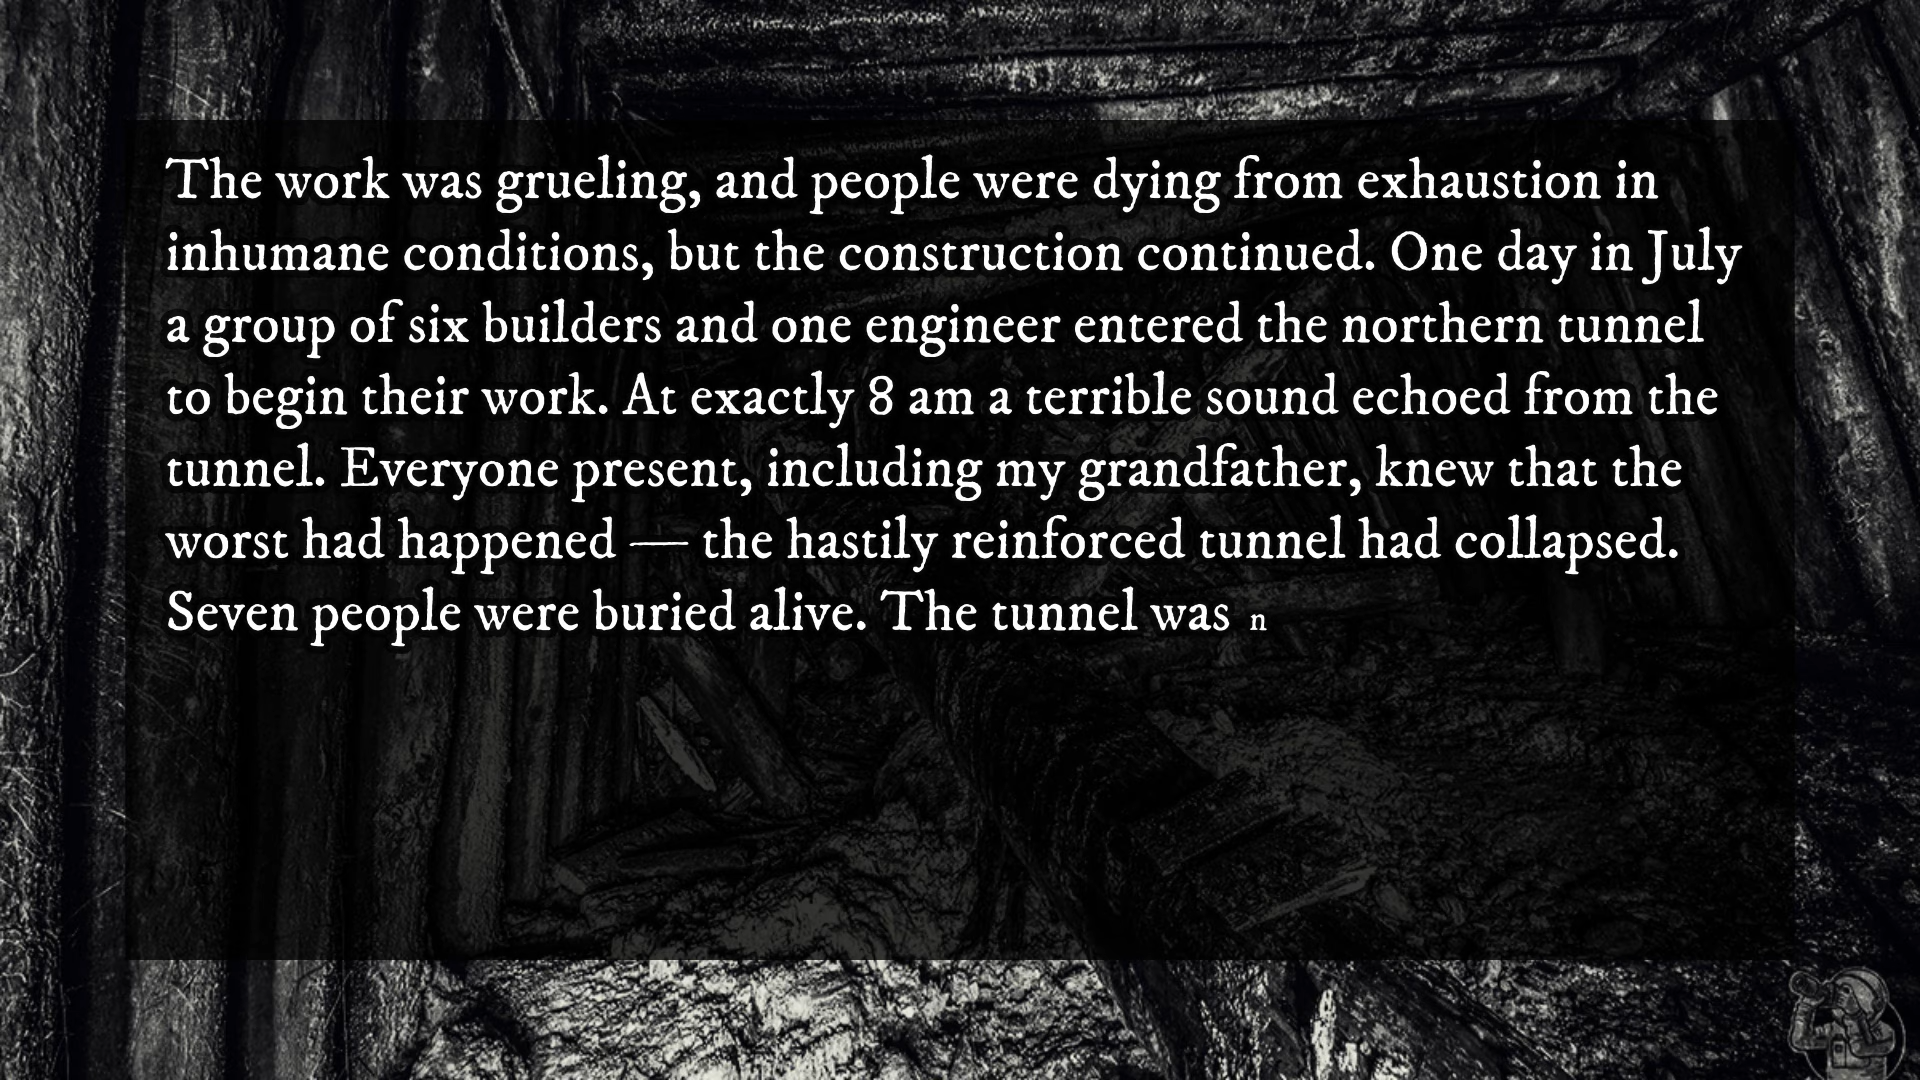 The work was grueling, and people were dying from exhaustion in
inhumane conditions, but the construction continued. One day in July
a group of six builders and one engineer entered the northern tunnel
to begin their work. At exactly 8 am a terrible sound echoed from the
tunnel. Everyone present, including my grandfather, knew that the
worst had happened — the hastily reinforced tunnel had collapsed.
Seven people were buried alive. The tunnel was n